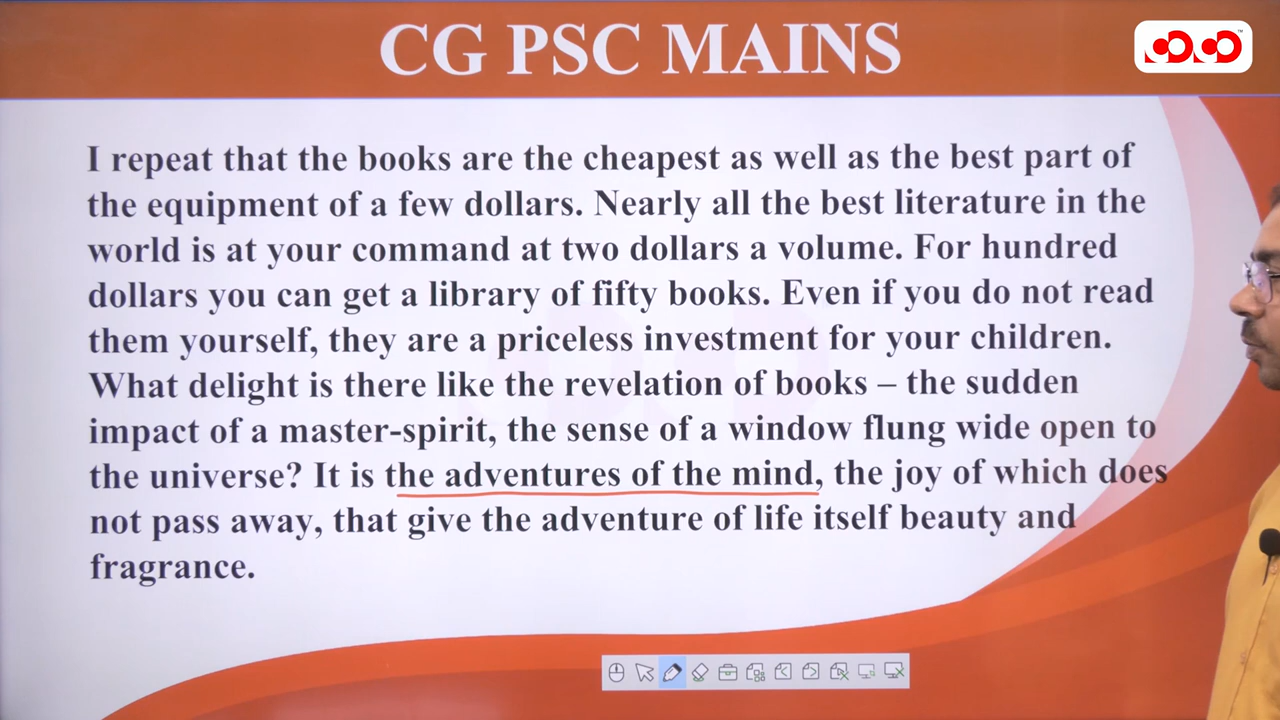 CG PSC MAINS
I repeat that the books are the cheapest as well as the best part of
the equipment of a few dollars. Nearly all the best literature in the
world is at your command at two dollars a volume. For hundred
dollars you can get a library of fifty books. Even if you do not read
them yourself, they are a priceless investment for your children.
What delight is there like the revelation of books – the sudden
impact of a master-spirit, the sense of a window flung wide open to
the universe? It is the adventures of the mind, the joy of which does
not pass away, that give the adventure of life itself beauty and
fragrance.